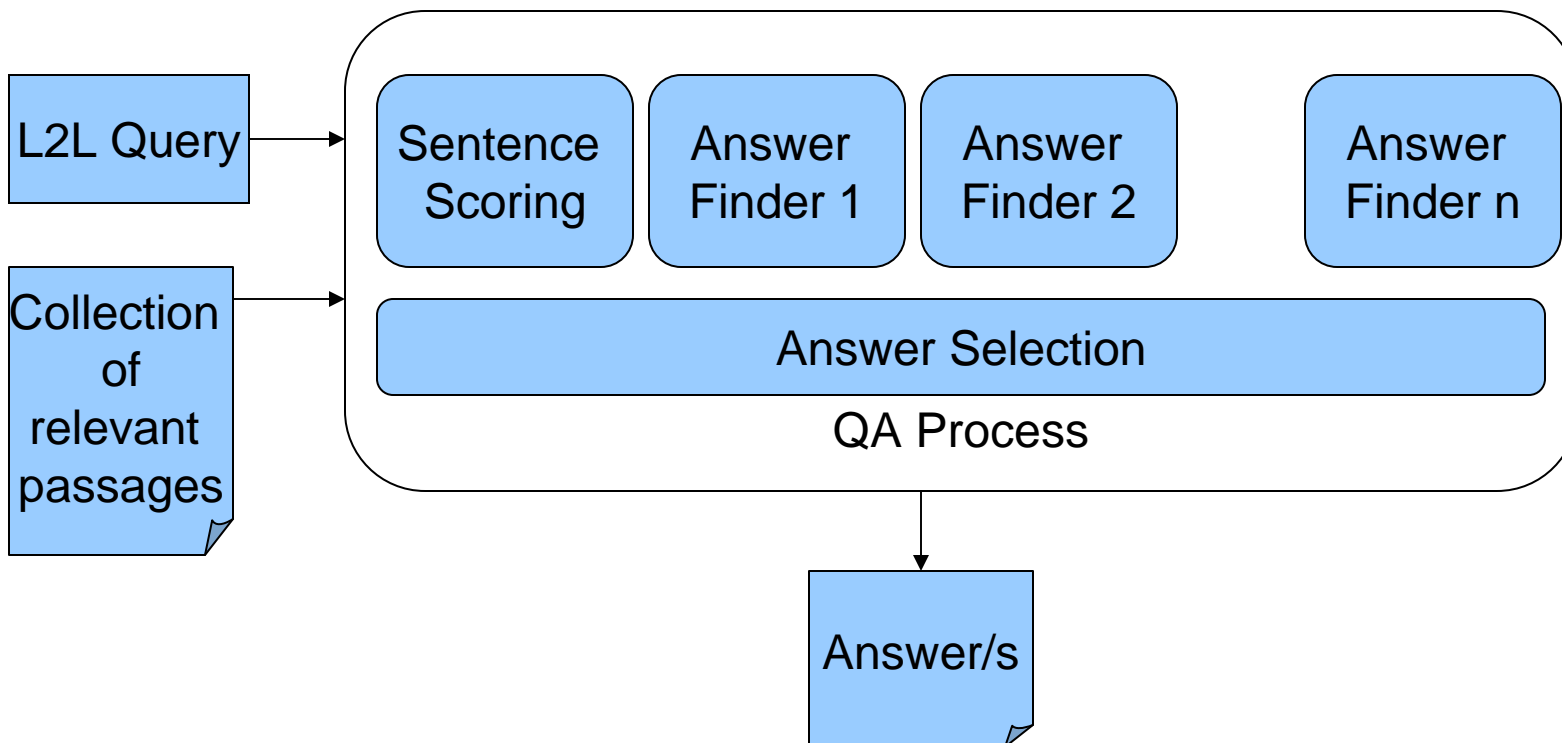 L2L Query
Collection
of
relevant
passages
Sentence
Scoring
Answer
Finder 1
Answer
Finder 2
Answer
Finder n
Answer Selection
QA Process
Answer/s